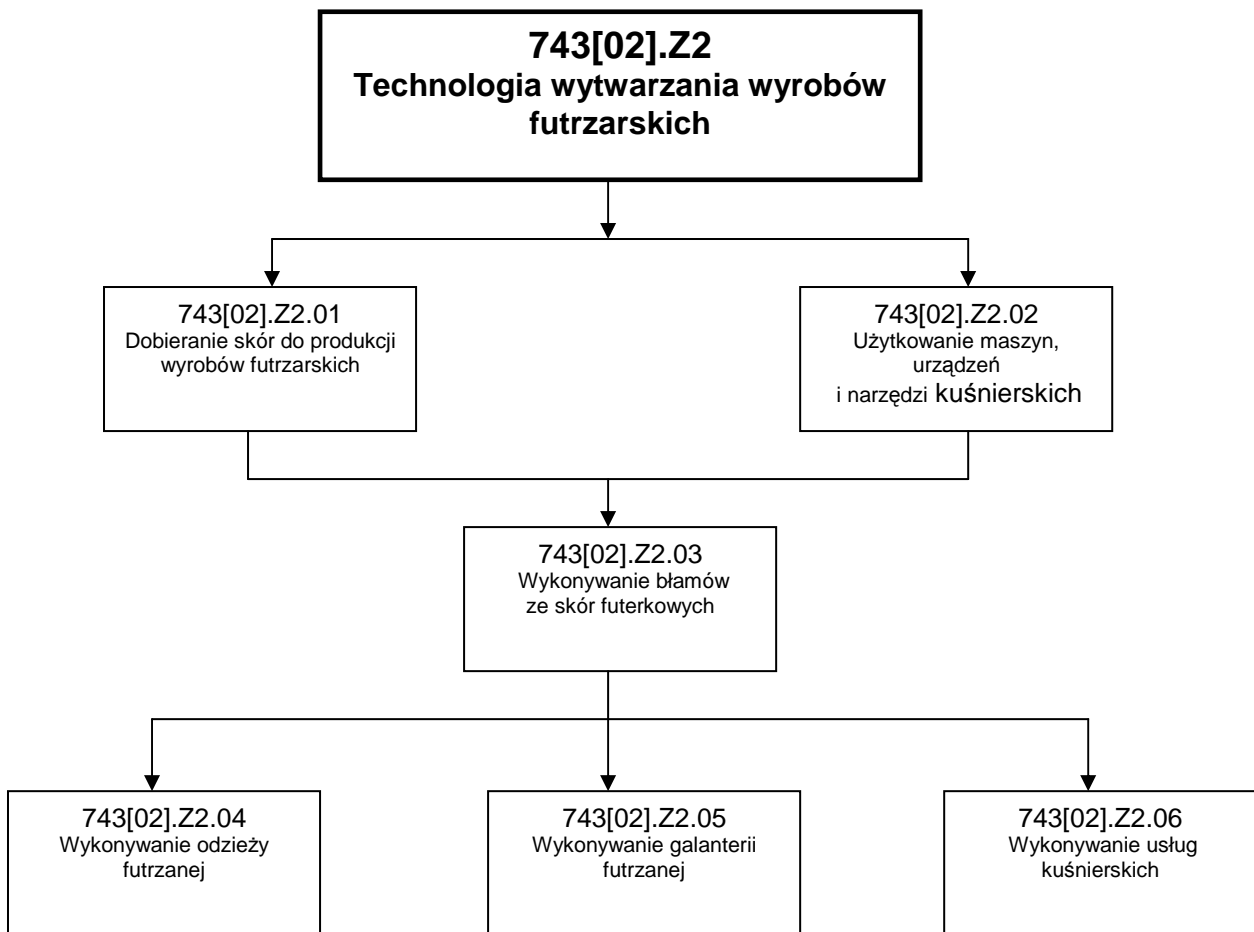 743[02].Z2
Technologia wytwarzania wyrobów
futrzarskich
743[02].Z2.01
Dobieranie skór do produkcji
wyrobów futrzarskich
743[02].Z2.02
Użytkowanie maszyn,
urządzeń
i narzędzi kuśnierskich
743[02].Z2.03
Wykonywanie błamów
ze skór futerkowych
743[02].Z2.04
Wykonywanie odzieży
futrzanej
743[02].Z2.05
Wykonywanie galanterii
futrzanej
743[02].Z2.06
Wykonywanie usług
kuśnierskich